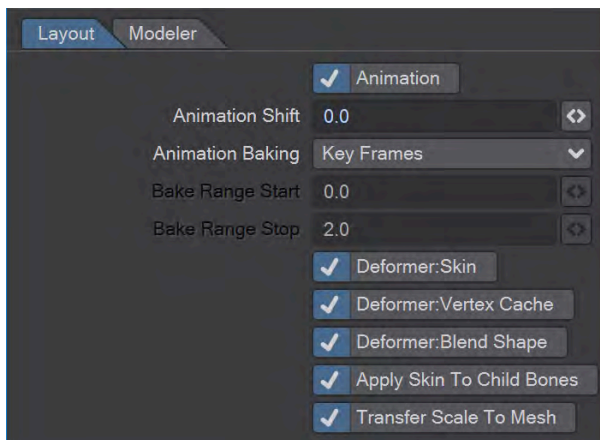 Layout Modeler
Animation
Animation Shift 0.0
Animation Baking Key Frames
Bake Range Start 0.0
Bake Range Stop 2.0
Deformer:Skin
Deformer:Vertex Cache
Deformer:Blend Shape
Apply Skin To Child Bones
Transfer Scale To Mesh